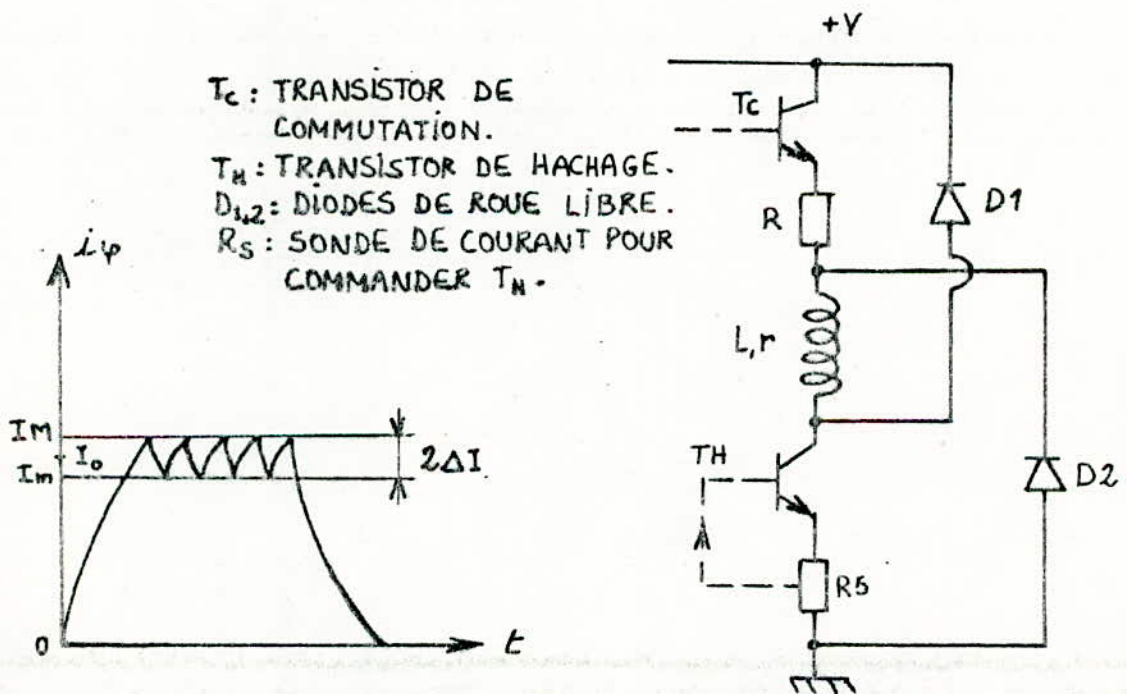 Tc : TRANSISTOR DE
COMMUTATION.
TH : TRANSISTOR DE HACHAGE.
D1,2 : DIODES DE ROUE LIBRE.
RS : SONDE DE COURANT POUR
COMMANDER TH.
iφ
IM
I0
Im
2ΔI
0
t
+V
Tc
R
D1
L,r
TH
D2
RS